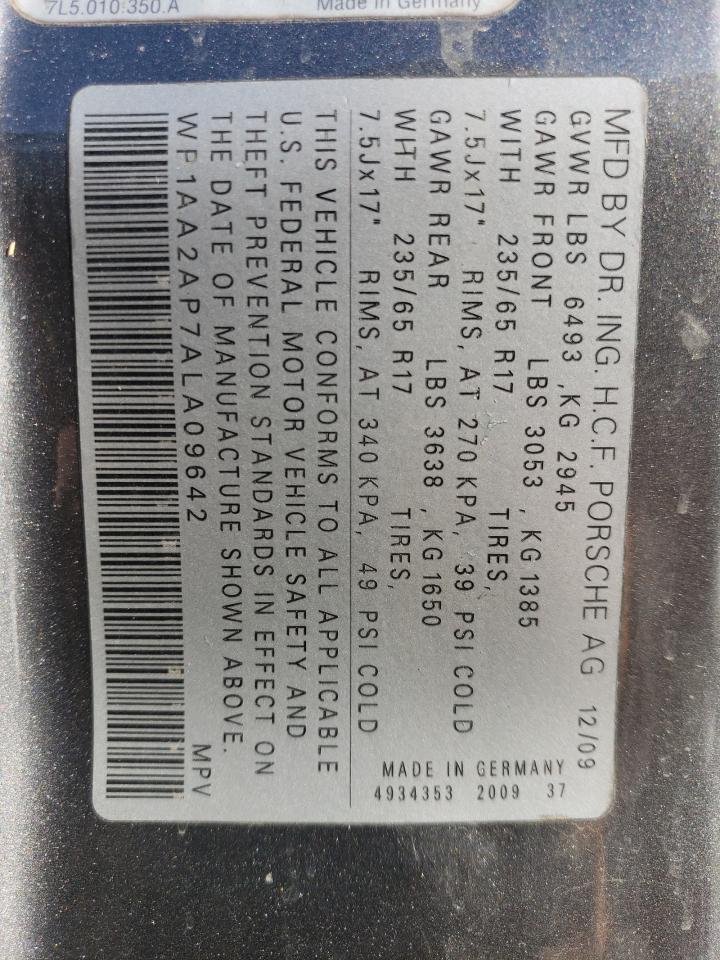 7L5.010.350.A Made in Germany
MFD BY DR. ING. H.C.F. PORSCHE AG 12/09
GVWR LBS 6493 ,KG 2945
GAWR FRONT LBS 3053 , KG 1385
WITH 235/65 R17 TIRES,
7.5Jx17" RIMS, AT 270 KPA, 39 PSI COLD
GAWR REAR LBS 3638 , KG 1650
WITH 235/65 R17 TIRES,
7.5Jx17" RIMS, AT 340 KPA, 49 PSI COLD
MADE IN GERMANY
4934353 2009 37
THIS VEHICLE CONFORMS TO ALL APPLICABLE
U.S. FEDERAL MOTOR VEHICLE SAFETY AND
THEFT PREVENTION STANDARDS IN EFFECT ON
THE DATE OF MANUFACTURE SHOWN ABOVE.
WP1AA2AP7ALA09642 MPV